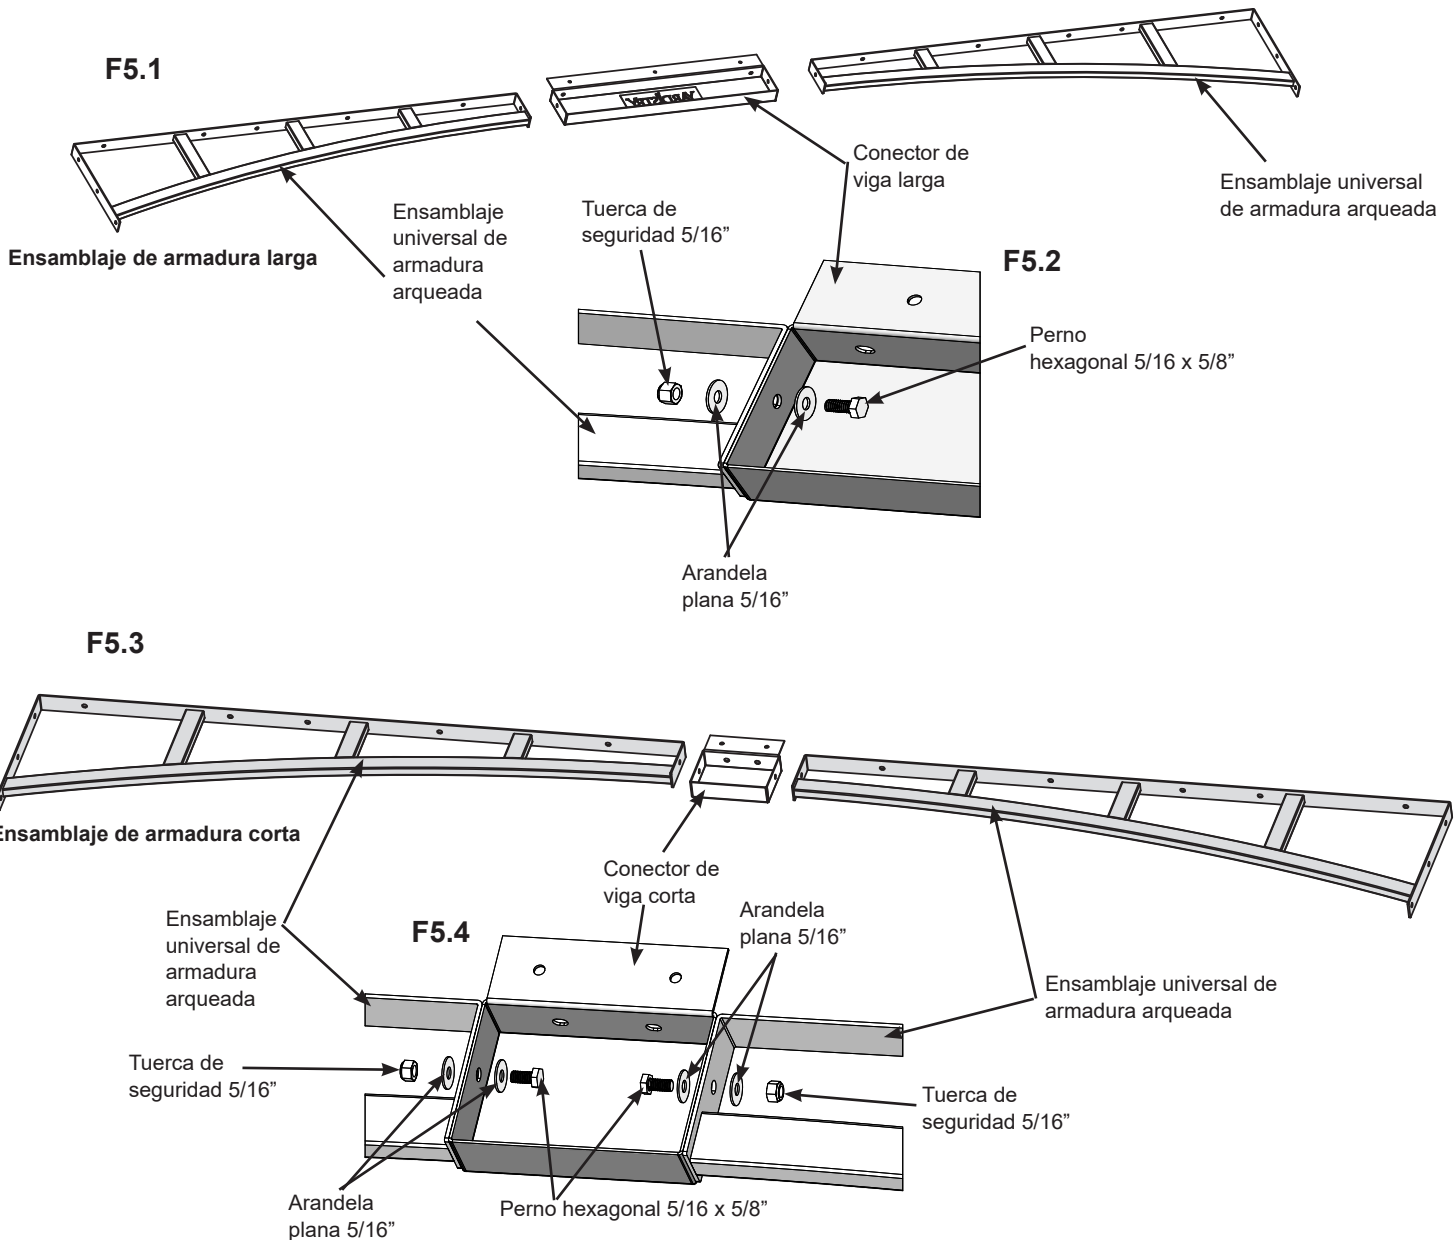 F5.1
Conector de
viga larga
Ensamblaje universal
de armadura arqueada
Ensamblaje
universal de
armadura
arqueada
Tuerca de
seguridad 5/16”
Ensamblaje de armadura larga
F5.2
Perno
hexagonal 5/16 x 5/8”
Arandela
plana 5/16”
F5.3
Ensamblaje de armadura corta
Conector de
viga corta
Arandela
plana 5/16”
Ensamblaje
universal de
armadura
arqueada
F5.4
Ensamblaje universal de
armadura arqueada
Tuerca de
seguridad 5/16”
Tuerca de
seguridad 5/16”
Arandela
plana 5/16”
Perno hexagonal 5/16 x 5/8”